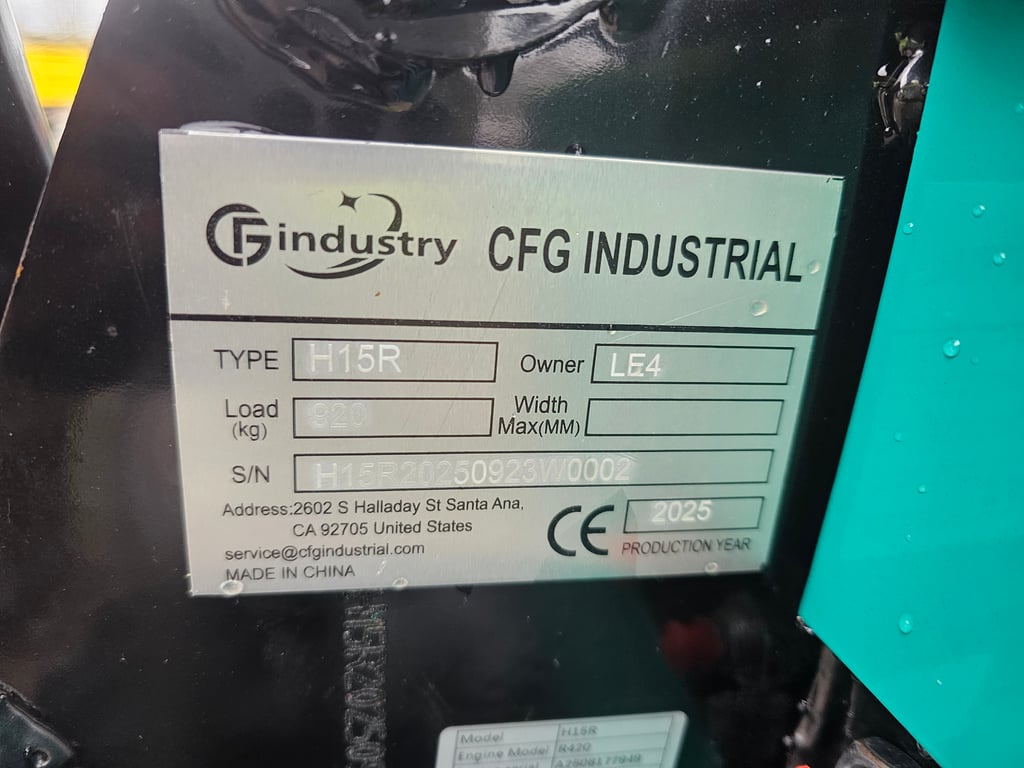 CFG industry CFG INDUSTRIAL
TYPE H15R Owner LE4
Load (kg) 920 Width Max(MM)
S/N H15R20250923W0002
Address:2602 S Halladay St Santa Ana,
CA 92705 United States
service@cfgindustrial.com
MADE IN CHINA
CE 2025
PRODUCTION YEAR
Model H15R
Engine Model R420